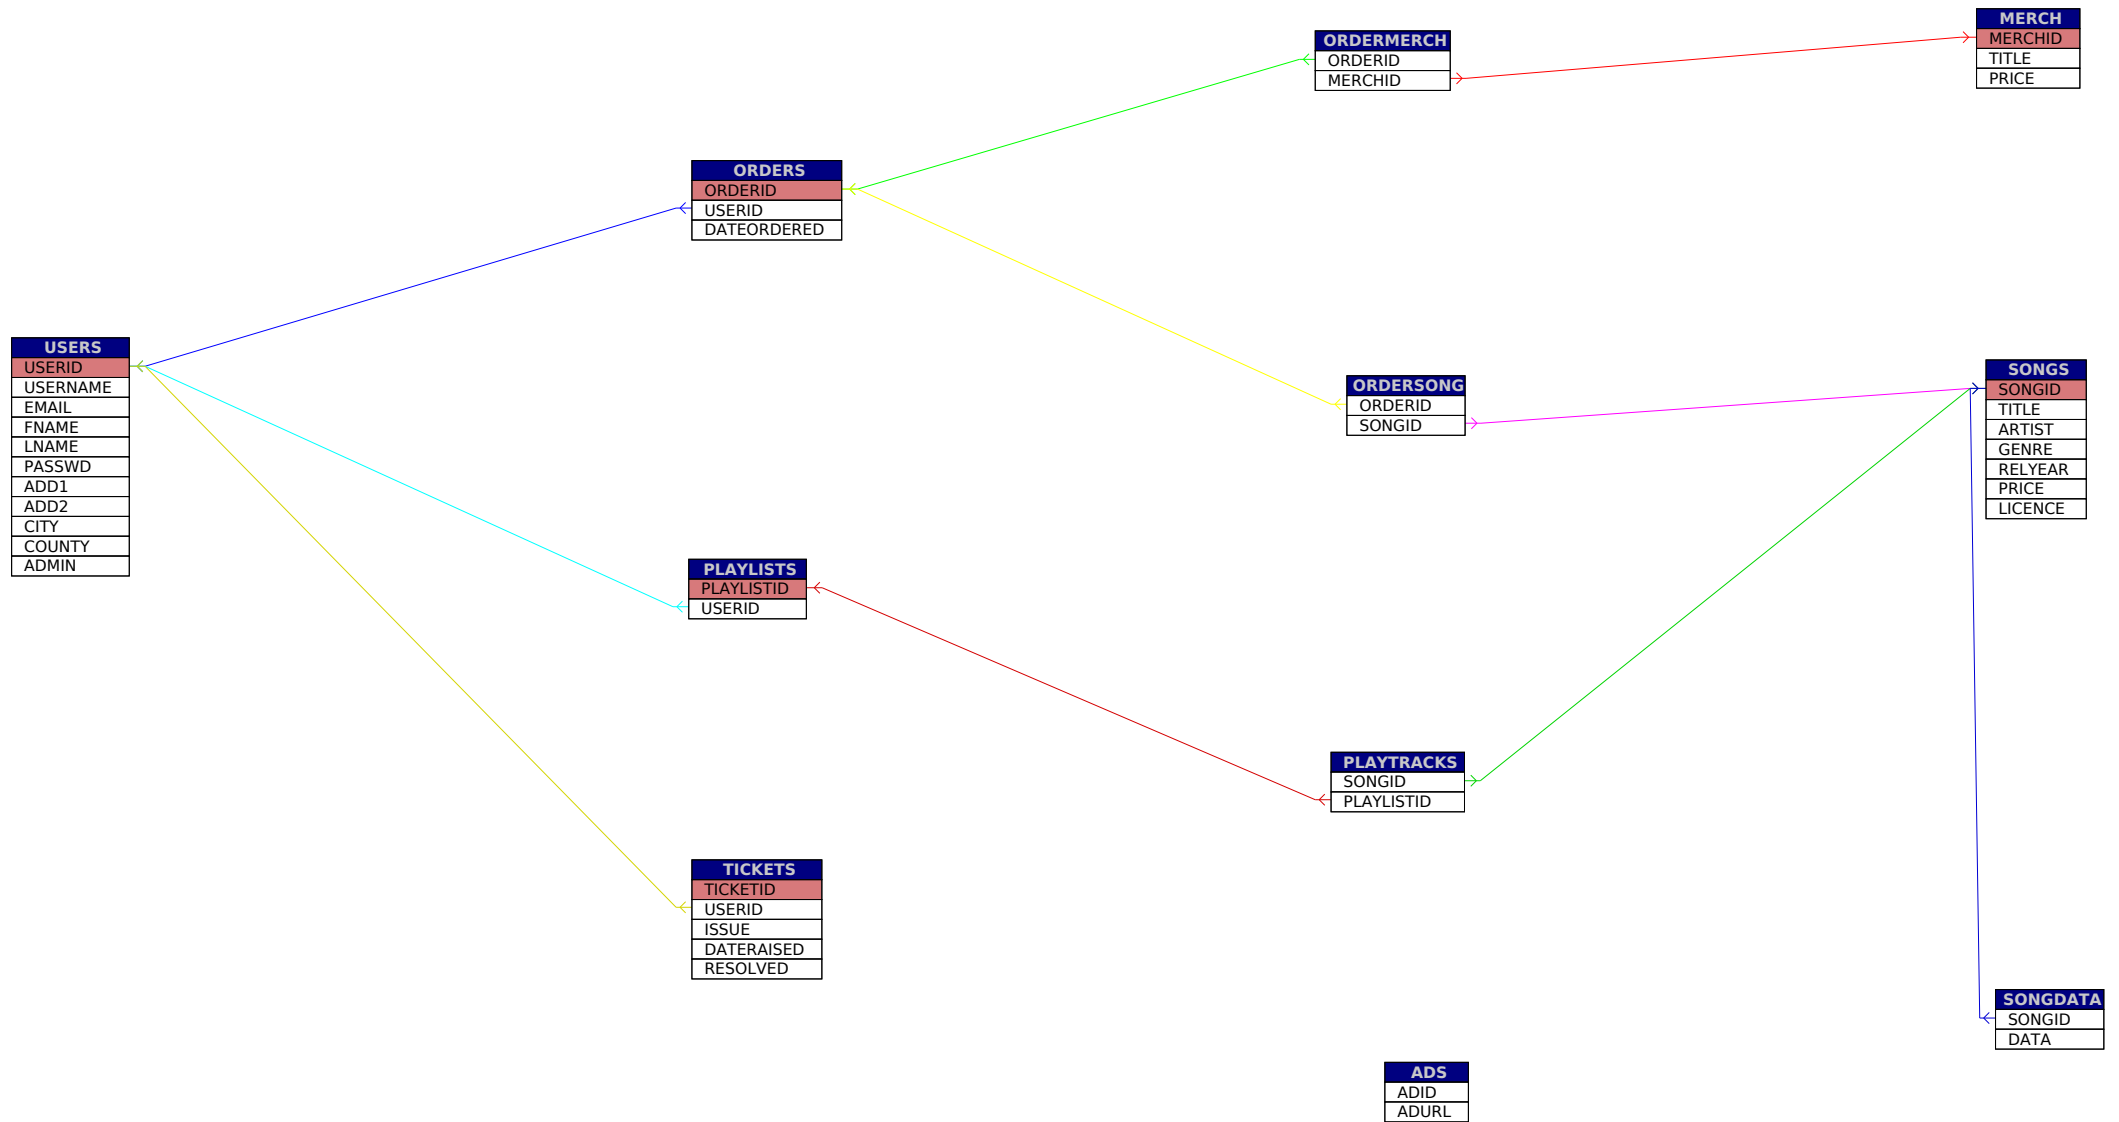 MERCH
MERCHID
TITLE
PRICE
ORDERMERCH
ORDERID
MERCHID
ORDERS
ORDERID
USERID
DATEORDERED
USERS
USERID
USERNAME
EMAIL
FNAME
LNAME
PASSWD
ADD1
ADD2
CITY
COUNTY
ADMIN
ORDERSONG
ORDERID
SONGID
SONGS
SONGID
TITLE
ARTIST
GENRE
RELYEAR
PRICE
LICENCE
PLAYLISTS
PLAYLISTID
USERID
PLAYTRACKS
SONGID
PLAYLISTID
TICKETS
TICKETID
USERID
ISSUE
DATERAISED
RESOLVED
SONGDATA
SONGID
DATA
ADS
ADID
ADURL